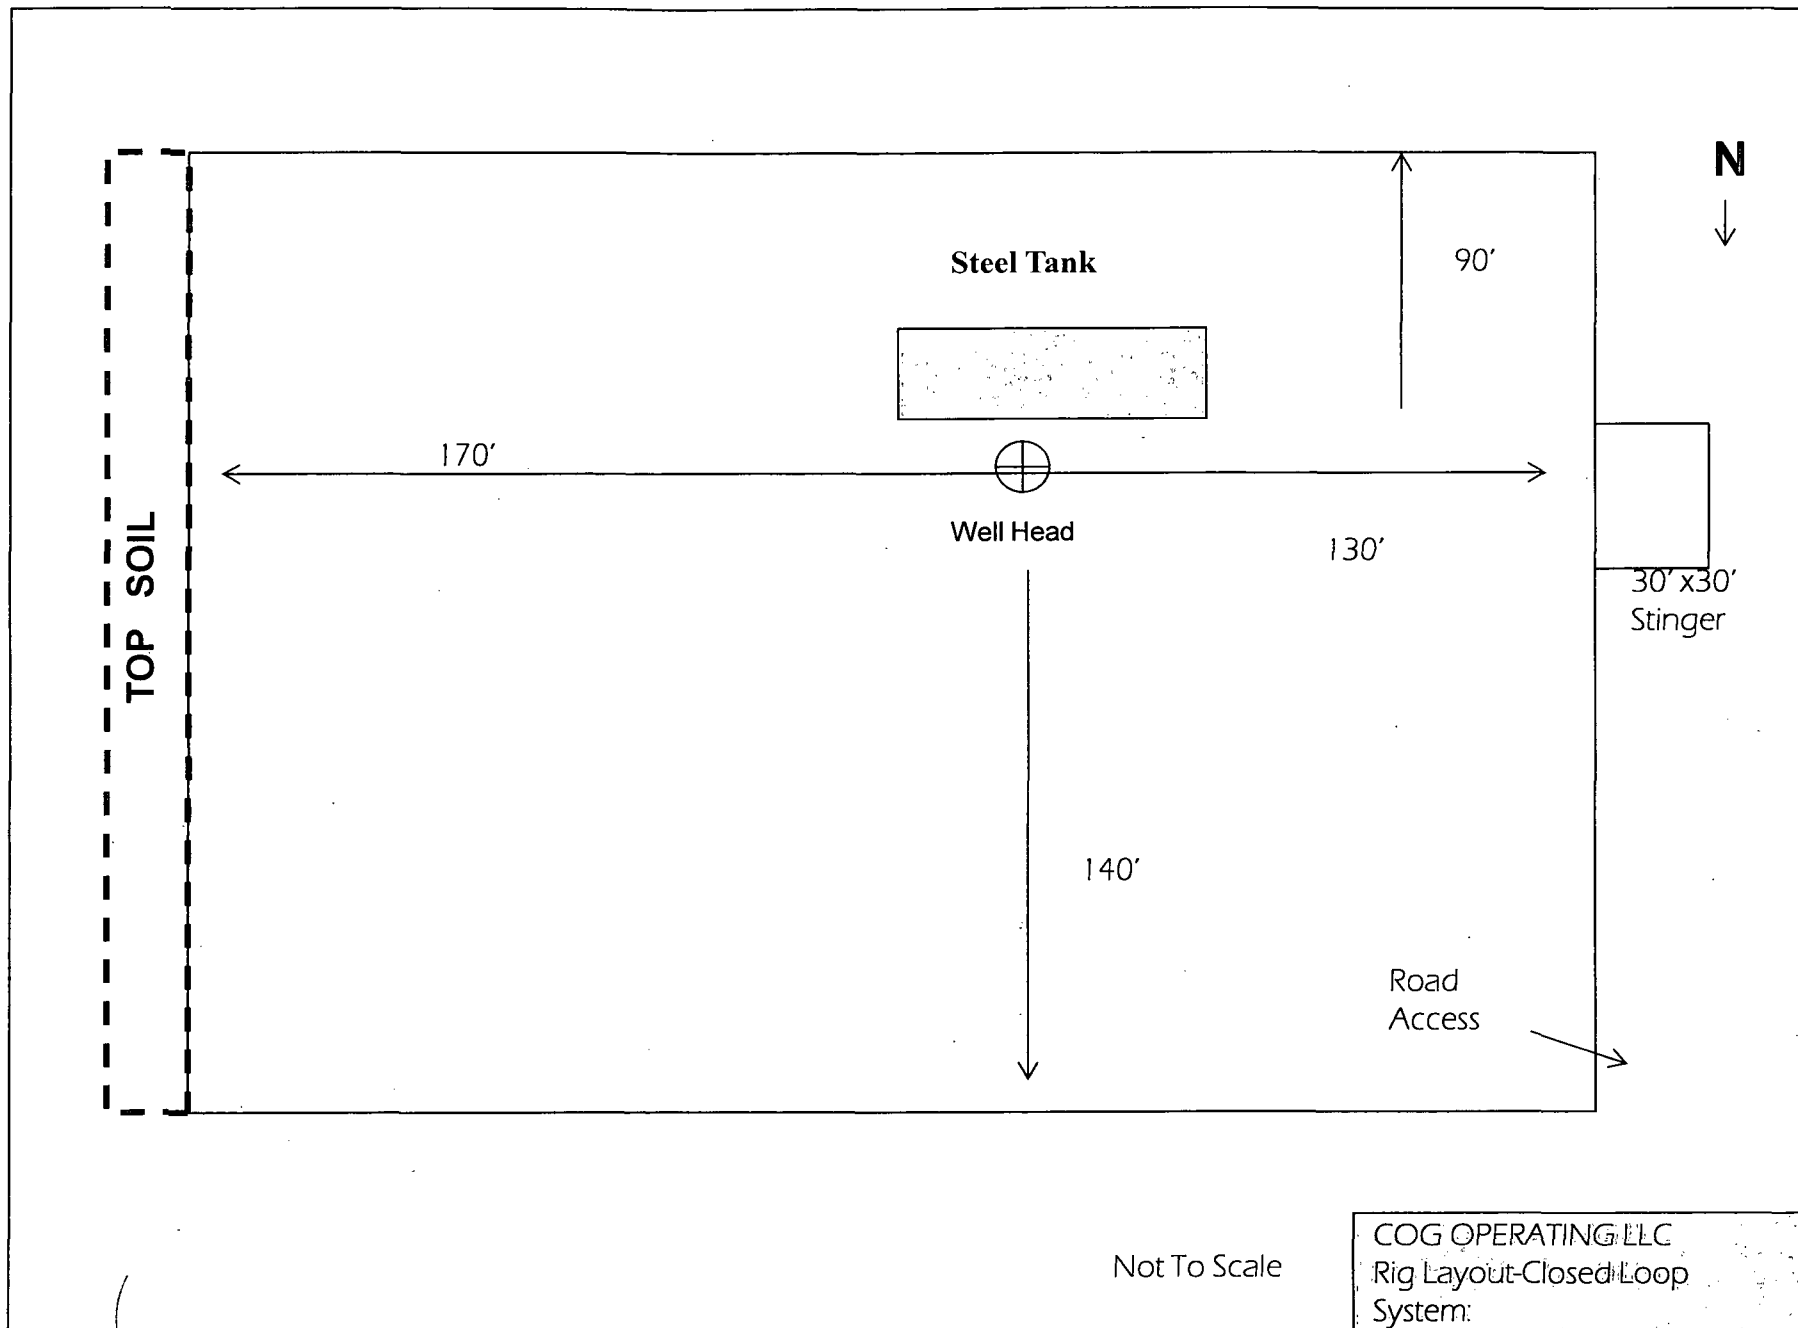 N
Steel Tank
90′
170′
Well Head
130′
TOP SOIL
30′ x30′
Stinger
140′
Road
Access
Not To Scale
COG OPERATING LLC
Rig Layout-Closed Loop
System: